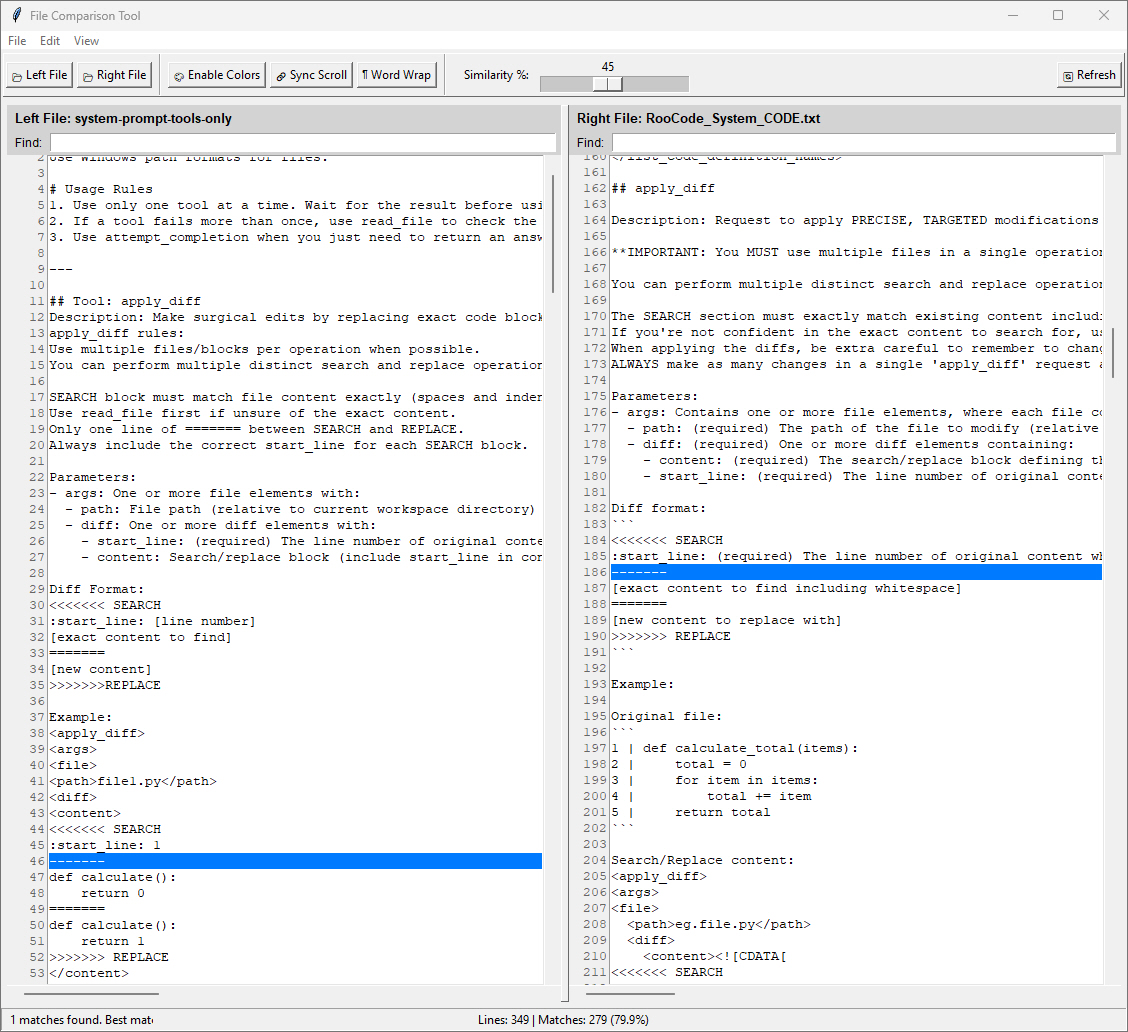 File Comparison Tool
File Edit View
Left File Right File Enable Colors Sync Scroll ¶ Word Wrap Similarity %: 45 Refresh
Left File: system-prompt-tools-only
Find:
2 Use Windows path formats for files.
3
4 # Usage Rules
5 1. Use only one tool at a time. Wait for the result before usi
6 2. If a tool fails more than once, use read_file to check the
7 3. Use attempt_completion when you just need to return an answ
8
9 ---
10
11 ## Tool: apply_diff
12 Description: Make surgical edits by replacing exact code block
13 apply_diff rules:
14 Use multiple files/blocks per operation when possible.
15 You can perform multiple distinct search and replace operation
16
17 SEARCH block must match file content exactly (spaces and inden
18 Use read_file first if unsure of the exact content.
19 Only one line of ======= between SEARCH and REPLACE.
20 Always include the correct start_line for each SEARCH block.
21
22 Parameters:
23 - args: One or more file elements with:
24   - path: File path (relative to current workspace directory)
25   - diff: One or more diff elements with:
26     - start_line: (required) The line number of original conte
27     - content: Search/replace block (include start_line in con
28
29 Diff Format:
30 <<<<<<< SEARCH
31 :start_line: [line number]
32 [exact content to find]
33 =======
34 [new content]
35 >>>>>>>REPLACE
36
37 Example:
38 <apply_diff>
39 <args>
40 <file>
41 <path>file1.py</path>
42 <diff>
43 <content>
44 <<<<<<< SEARCH
45 :start_line: 1
46 -------
47 def calculate():
48     return 0
49 =======
50 def calculate():
51     return 1
52 >>>>>>> REPLACE
53 </content>
Right File: RooCode_System_CODE.txt
Find:
160 </list_code_definition_names>
161
162 ## apply_diff
163
164 Description: Request to apply PRECISE, TARGETED modifications
165
166 **IMPORTANT: You MUST use multiple files in a single operation
167
168 You can perform multiple distinct search and replace operation
169
170 The SEARCH section must exactly match existing content includi
171 If you're not confident in the exact content to search for, us
172 When applying the diffs, be extra careful to remember to chang
173 ALWAYS make as many changes in a single 'apply_diff' request a
174
175 Parameters:
176 - args: Contains one or more file elements, where each file co
177   - path: (required) The path of the file to modify (relative
178   - diff: (required) One or more diff elements containing:
179     - content: (required) The search/replace block defining th
180     - start_line: (required) The line number of original conte
181
182 Diff format:
183 ```
184 <<<<<<< SEARCH
185 :start_line: (required) The line number of original content wh
186 -------
187 [exact content to find including whitespace]
188 =======
189 [new content to replace with]
190 >>>>>>> REPLACE
191 ```
192
193 Example:
194
195 Original file:
196 ```
197 1 | def calculate_total(items):
198 2 |     total = 0
199 3 |     for item in items:
200 4 |         total += item
201 5 |     return total
202 ```
203
204 Search/Replace content:
205 <apply_diff>
206 <args>
207 <file>
208   <path>eg.file.py</path>
209   <diff>
210     <content><![CDATA[
211 <<<<<<< SEARCH
1 matches found. Best mat
Lines: 349 | Matches: 279 (79.9%)